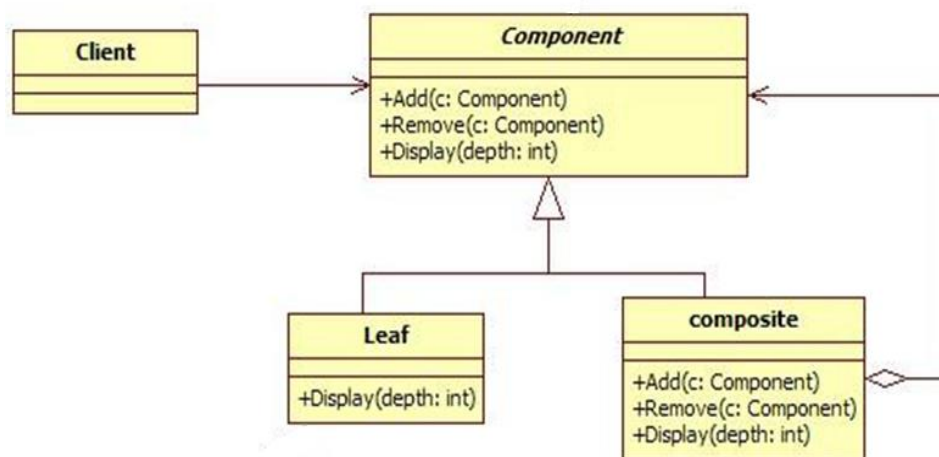 Client
Component
+Add(c: Component)
+Remove(c: Component)
+Display(depth: int)
Leaf
+Display(depth: int)
composite
+Add(c: Component)
+Remove(c: Component)
+Display(depth: int)